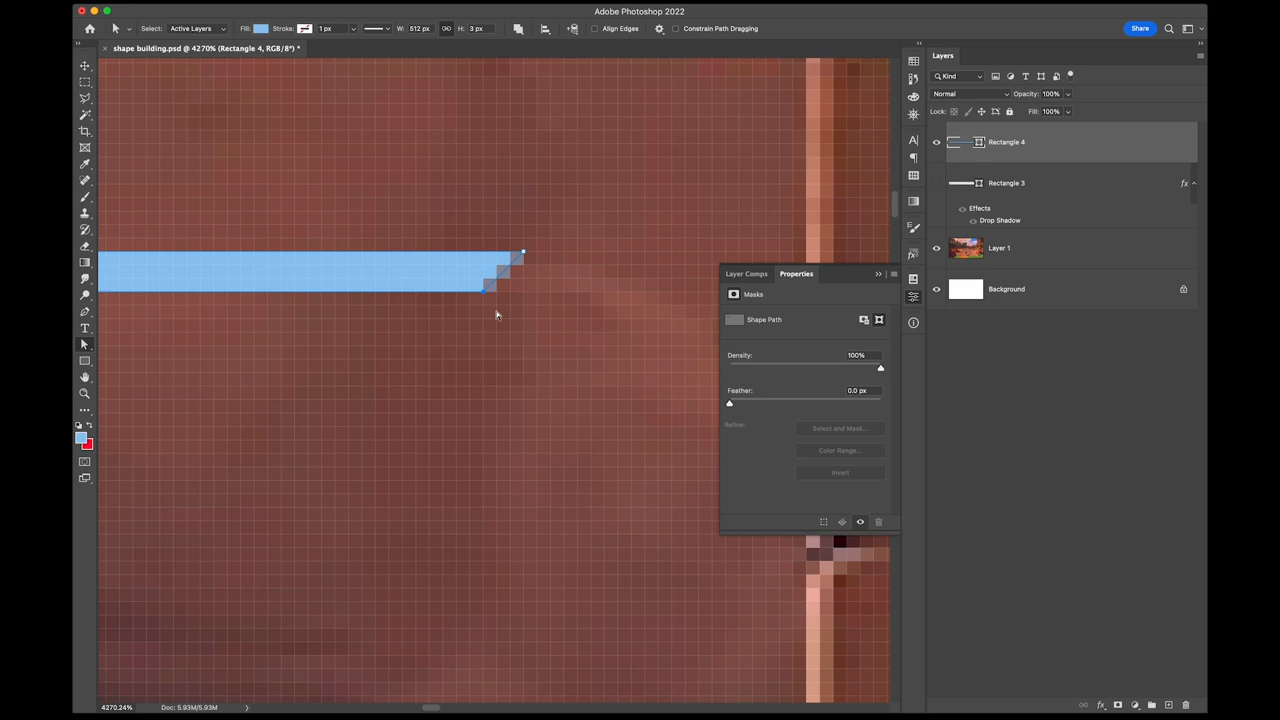 Adobe Photoshop 2022
Select: Active Layers Fill: Stroke: 1 px W: 512 px H: 3 px Align Edges Constrain Path Dragging Share
shape building.psd @ 4270% (Rectangle 4, RGB/8*) *
Layers
Kind
Normal Opacity: 100%
Lock: Fill: 100%
Rectangle 4
Rectangle 3 fx
Effects
Drop Shadow
Layer 1
Background
Layer Comps Properties
Masks
Shape Path
Density: 100%
Feather: 0.0 px
Refine: Select and Mask...
Color Range...
Invert
4270.24% Doc: 5.93M/5.93M